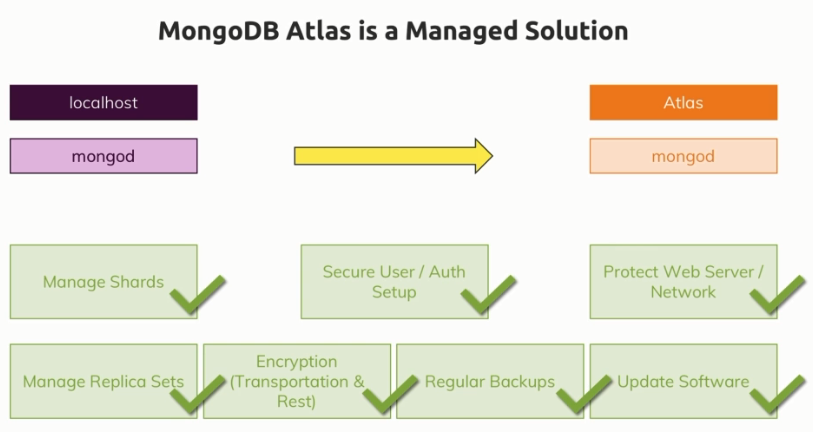 MongoDB Atlas is a Managed Solution
localhost
Atlas
mongod
mongod
Manage Shards
Secure User / Auth
Setup
Protect Web Server /
Network
Manage Replica Sets
Encryption
(Transportation &
Rest)
Regular Backups
Update Software